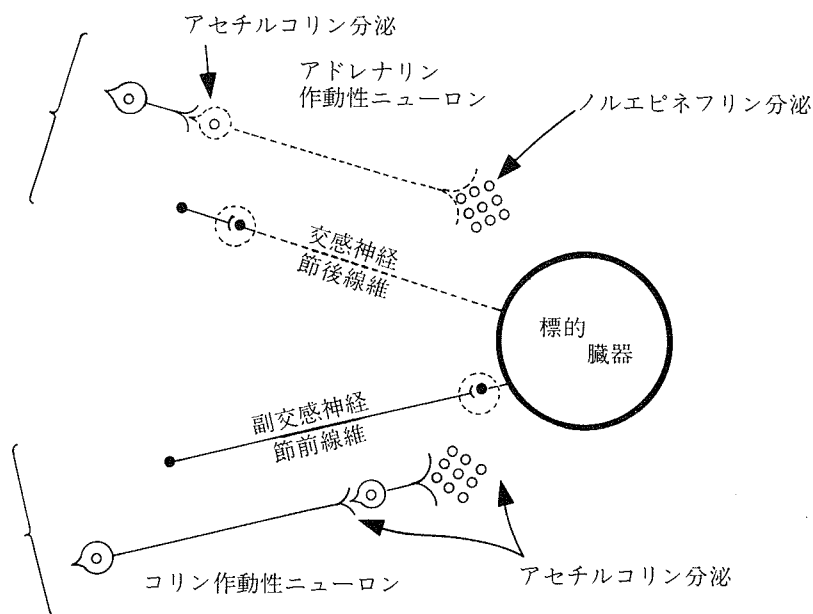 アセチルコリン分泌
アドレナリン
作動性ニューロン
ノルエピネフリン分泌
交感神経
節後線維
標的
臓器
副交感神経
節前線維
コリン作動性ニューロン
アセチルコリン分泌